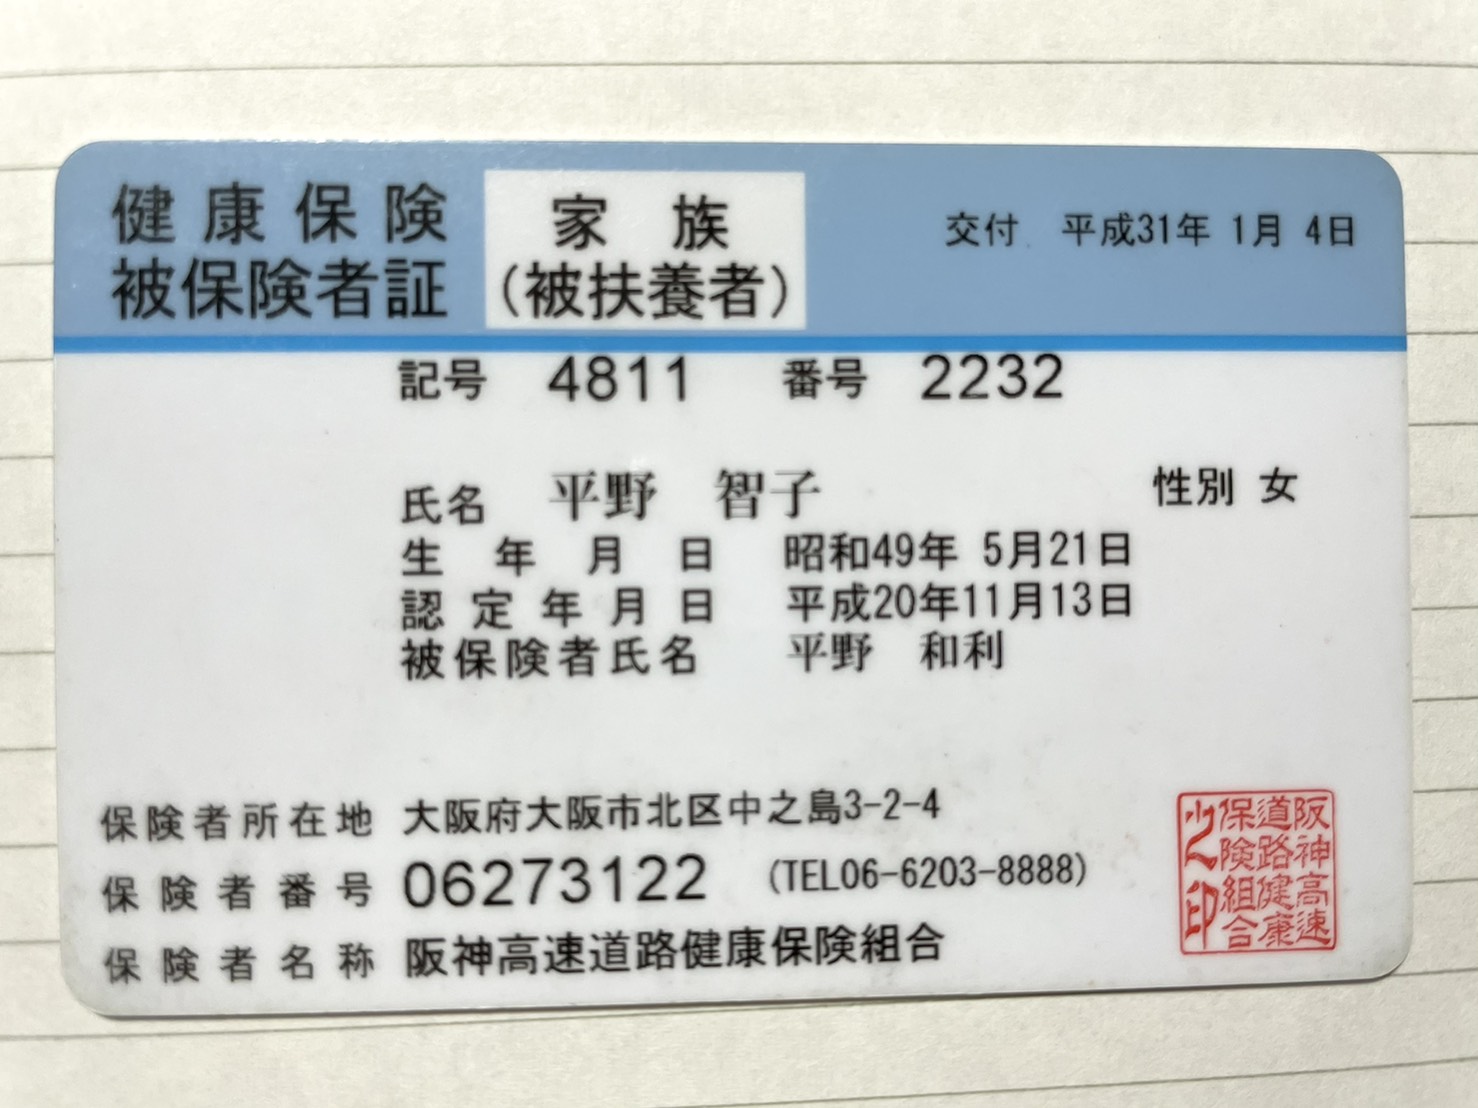 健康保険
被保険者証
家族
(被扶養者)
交付 平成31年 1月 4日
記号 4811 番号 2232
氏名 平野 智子 性別 女
生年月日 昭和49年 5月21日
認定年月日 平成20年11月13日
被保険者氏名 平野 和利
保険者所在地 大阪府大阪市北区中之島3-2-4
保険者番号 06273122 (TEL06-6203-8888)
保険者名称 阪神高速道路健康保険組合
阪神高速
道路健康
保険組合
之印